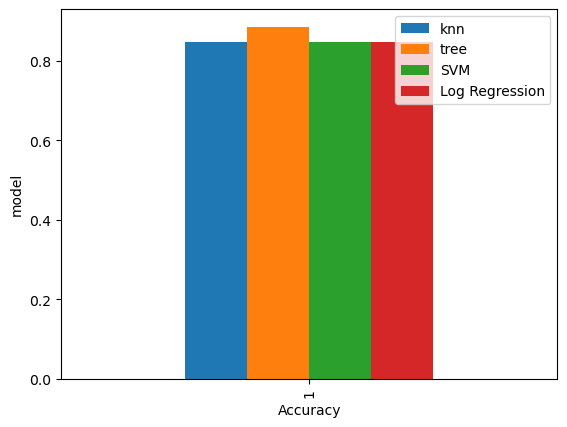 knn
tree
SVM
Log Regression
0.8
0.6
0.4
0.2
0.0
model
1
Accuracy